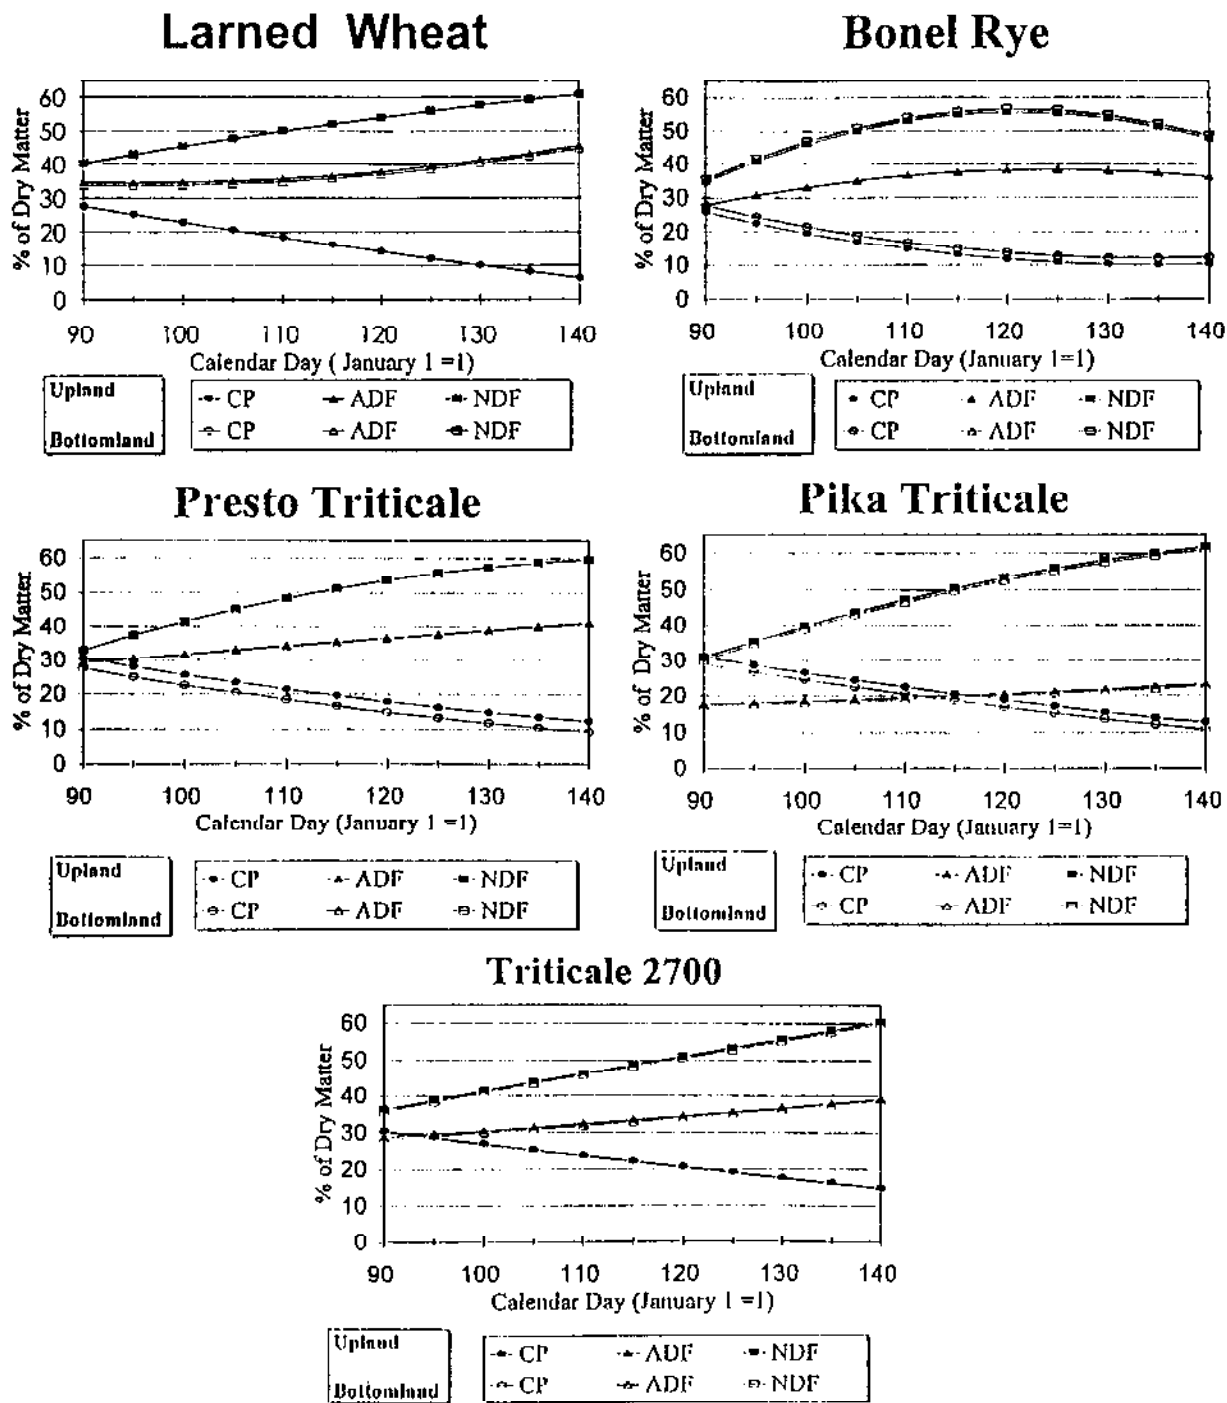 Larned Wheat
% of Dry Matter
60
50
40
30
20
10
0
90 100 110 120 130 140
Calendar Day ( January 1 =1)
Upland
Bottomland
CP ADF NDF
CP ADF NDF
Bonel Rye
% of Dry Matter
60
50
40
30
20
10
0
90 100 110 120 130 140
Calendar Day (January 1=1)
Upland
Bottomland
CP ADF NDF
CP ADF NDF
Presto Triticale
% of Dry Matter
60
50
40
30
20
10
0
90 100 110 120 130 140
Calendar Day (January 1 =1)
Upland
Bottomland
CP ADF NDF
CP ADF NDF
Pika Triticale
% of Dry Matter
60
50
40
30
20
10
0
90 100 110 120 130 140
Calendar Day (January 1=1)
Upland
Bottomland
CP ADF NDF
CP ADF NDF
Triticale 2700
% of Dry Matter
60
50
40
30
20
10
0
90 100 110 120 130 140
Calendar Day (January 1 =1)
Upland
Bottomland
CP ADF NDF
CP ADF NDF